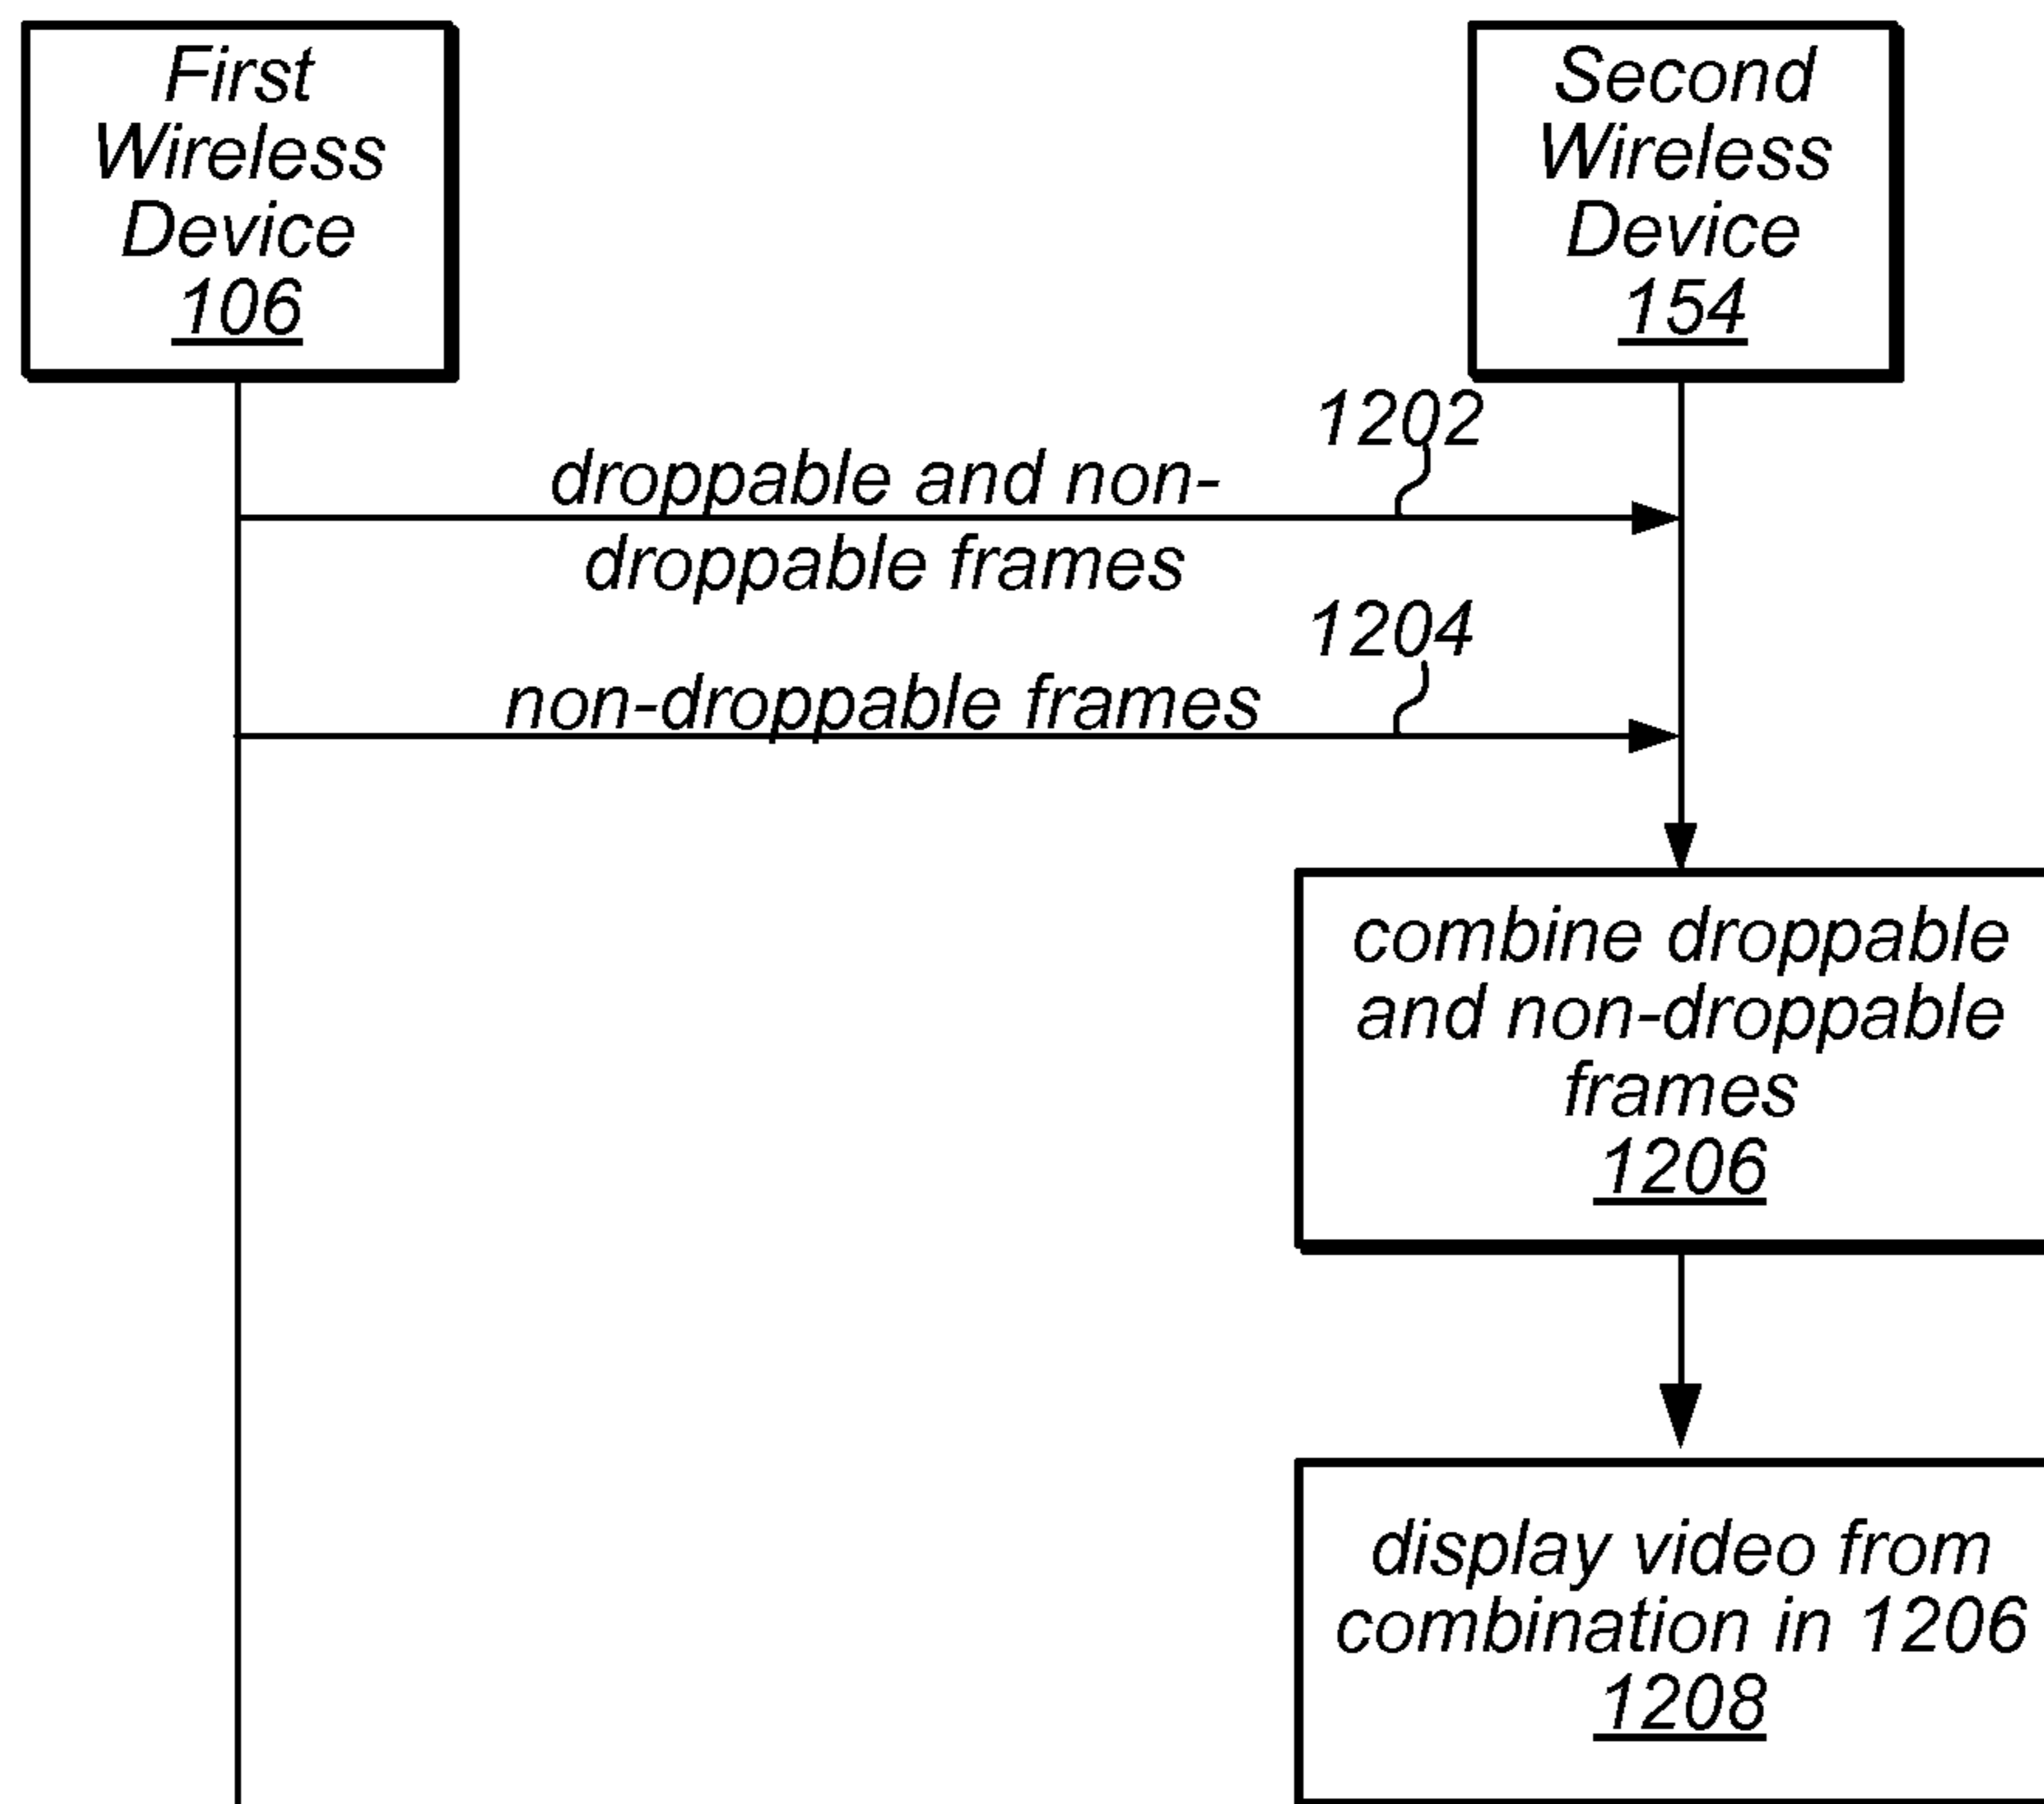 First
Wireless
Device
106
Second
Wireless
Device
154
1202
droppable and non-
droppable frames
1204
non-droppable frames
combine droppable
and non-droppable
frames
1206
display video from
combination in 1206
1208